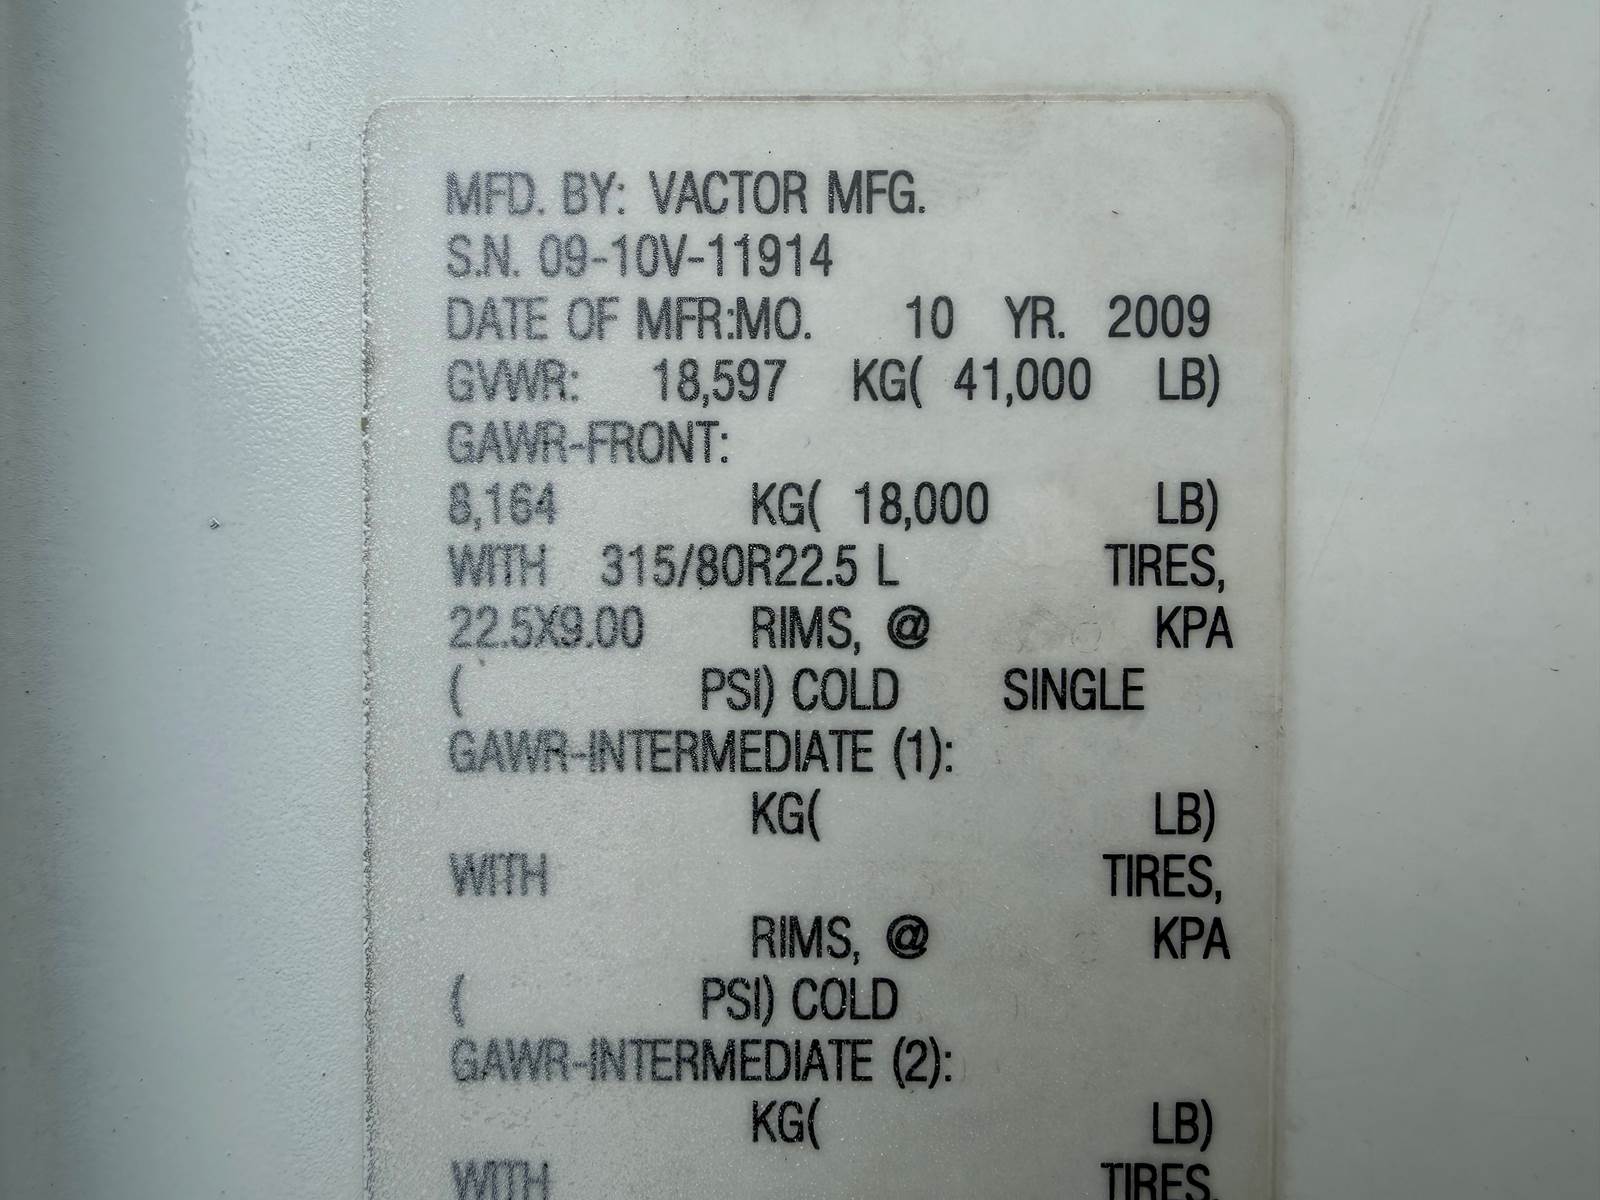 MFD. BY: VACTOR MFG.
S.N. 09-10V-11914
DATE OF MFR:MO. 10 YR. 2009
GVWR: 18,597 KG( 41,000 LB)
GAWR-FRONT:
8,164 KG( 18,000 LB)
WITH 315/80R22.5 L TIRES,
22.5X9.00 RIMS, @ KPA
( PSI) COLD SINGLE
GAWR-INTERMEDIATE (1):
KG( LB)
WITH TIRES,
RIMS, @ KPA
( PSI) COLD
GAWR-INTERMEDIATE (2):
KG( LB)
WITH TIRES,